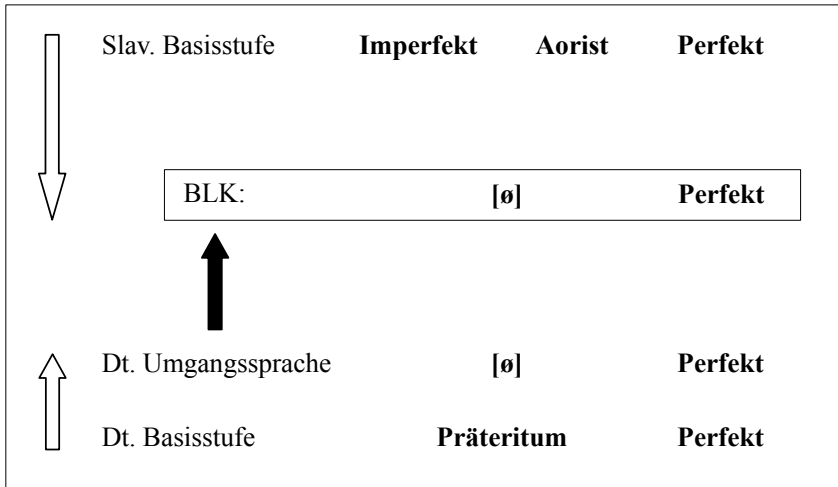 Slav. Basisstufe Imperfekt Aorist Perfekt
BLK: [ø] Perfekt
Dt. Umgangssprache [ø] Perfekt
Dt. Basisstufe Präteritum Perfekt